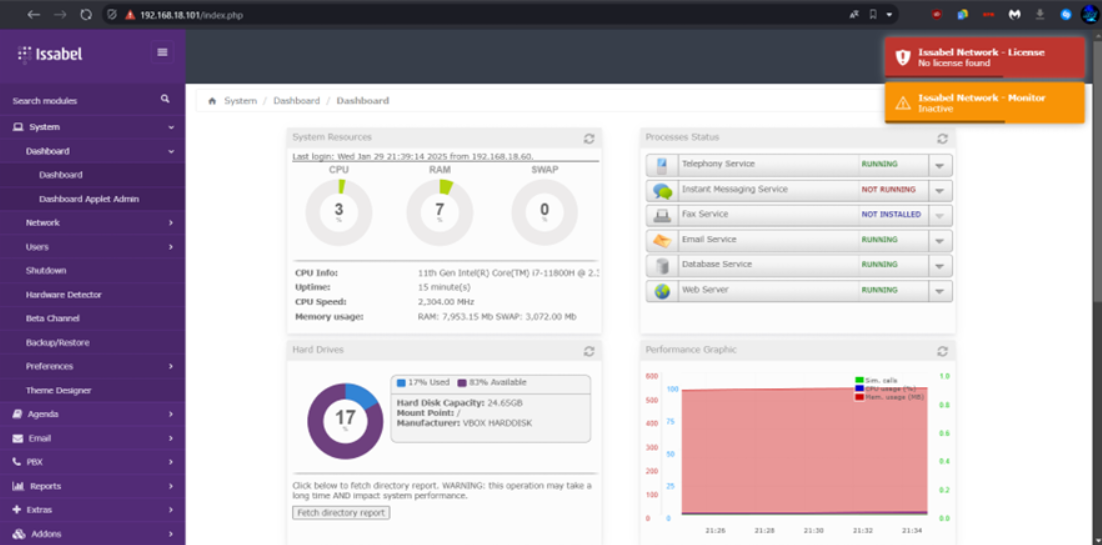 192.168.18.101/index.php
Issabel
Issabel Network - License
No license found
Issabel Network - Monitor
Inactive
Search modules
System
Dashboard
Dashboard
Dashboard Applet Admin
Network
Users
Shutdown
Hardware Detector
Beta Channel
Backup/Restore
Preferences
Theme Designer
Agenda
Email
PBX
Reports
Extras
Addons
System / Dashboard / Dashboard
System Resources
Last login: Wed Jan 29 21:39:14 2025 from 192.168.18.60.
CPU RAM SWAP
3 7 0
% % %
CPU Info: 11th Gen Intel(R) Core(TM) i7-11800H @ 2.3
Uptime: 15 minute(s)
CPU Speed: 2,304.00 MHz
Memory usage: RAM: 7,953.15 Mb SWAP: 3,072.00 Mb
Processes Status
Telephony Service RUNNING
Instant Messaging Service NOT RUNNING
Fax Service NOT INSTALLED
Email Service RUNNING
Database Service RUNNING
Web Server RUNNING
Hard Drives
17
%
17% Used 83% Available
Hard Disk Capacity: 24.65GB
Mount Point: /
Manufacturer: VBOX HARDDISK
Click below to fetch directory report. WARNING: this operation may take a
long time AND impact system performance.
Fetch directory report
Performance Graphic
Sim. calls
CPU usage (%)
Mem. usage (MB)
600
500
400
300
200
100
0
100
75
50
25
0
1.0
0.8
0.6
0.4
0.2
0.0
21:26 21:28 21:30 21:32 21:34